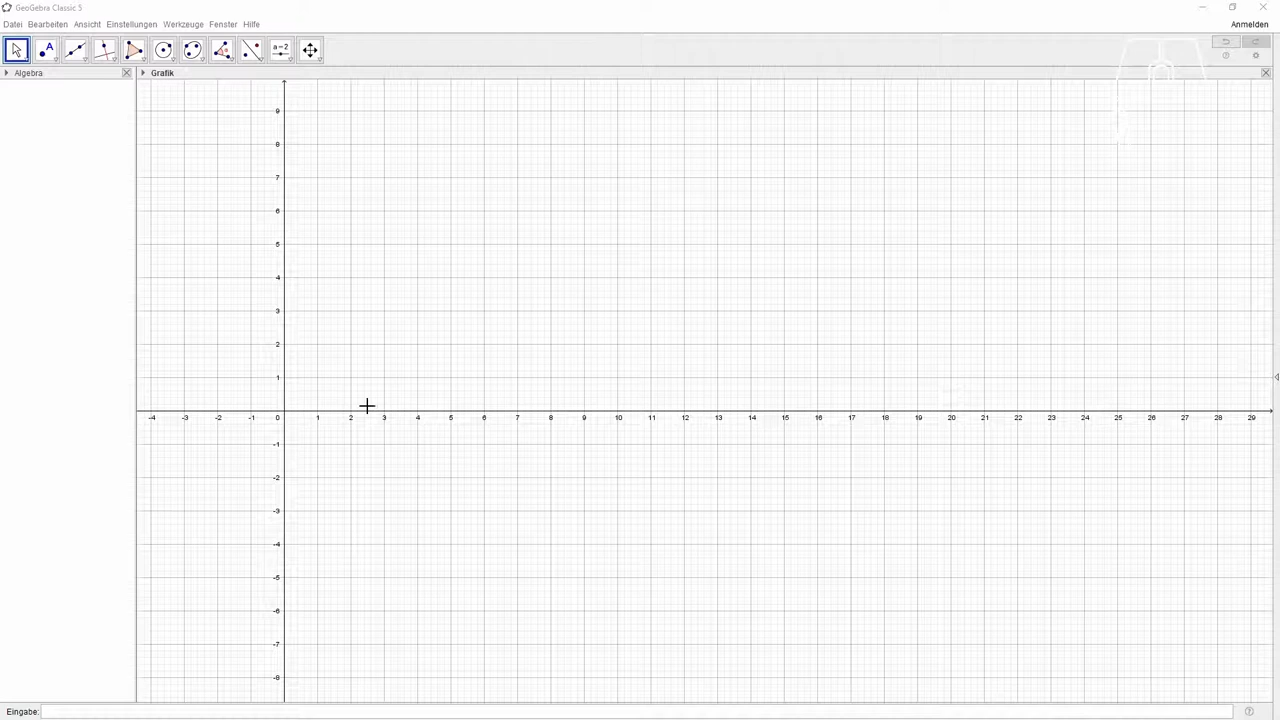 GeoGebra Classic 5
Datei Bearbeiten Ansicht Einstellungen Werkzeuge Fenster Hilfe
Anmelden
A
a=2
Algebra
Grafik
9
8
7
6
5
4
3
2
1
-4 -3 -2 -1 0 1 2 3 4 5 6 7 8 9 10 11 12 13 14 15 16 17 18 19 20 21 22 23 24 25 26 27 28 29
-1
-2
-3
-4
-5
-6
-7
-8
Eingabe: